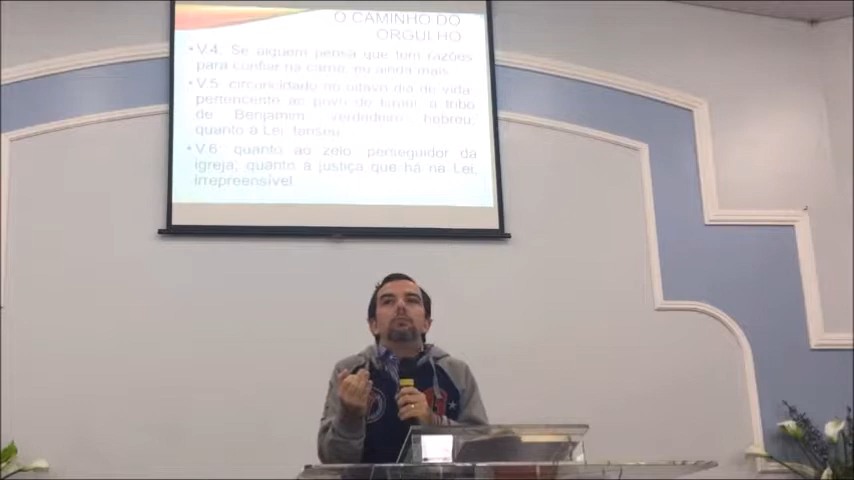 O CAMINHO DO
ORGULHO
• V.4. Se alguém pensa que tem razões
para confiar na carne, eu ainda mais:
• V.5 circuncidado no oitavo dia de vida,
pertencente ao povo de Israel, à tribo
de Benjamim, verdadeiro hebreu;
quanto à Lei, fariseu;
• V.6 quanto ao zelo, perseguidor da
igreja; quanto à justiça que há na Lei,
irrepreensível